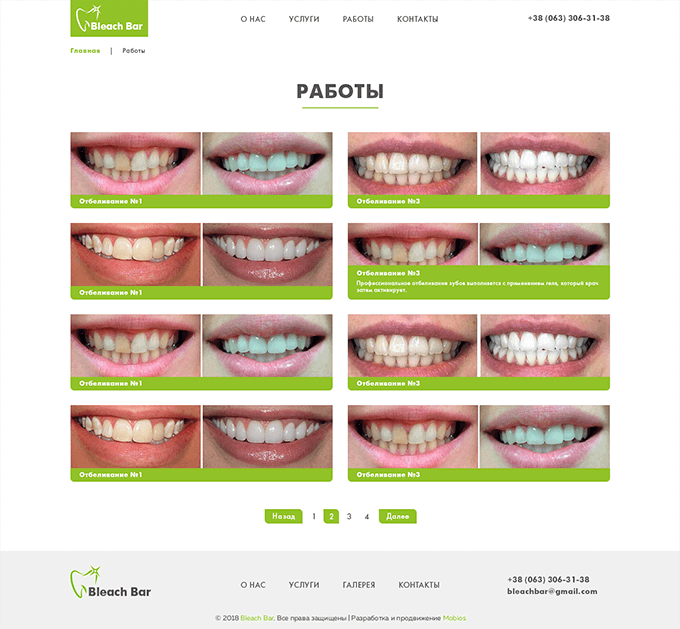 Bleach Bar
О НАС УСЛУГИ РАБОТЫ КОНТАКТЫ
+38 (063) 306-31-38
Главная | Работы
РАБОТЫ
Отбеливание №1
Отбеливание №3
Отбеливание №1
Отбеливание №3
Профессиональное отбеливание зубов выполняется с применением геля, который врач
затем активирует.
Отбеливание №1
Отбеливание №3
Отбеливание №1
Отбеливание №3
Назад 1 2 3 4 Далее
Bleach Bar
О НАС УСЛУГИ ГАЛЕРЕЯ КОНТАКТЫ
+38 (063) 306-31-38
bleachbar@gmail.com
© 2018 Bleach Bar. Все права защищены | Разработка и продвижение Mobios